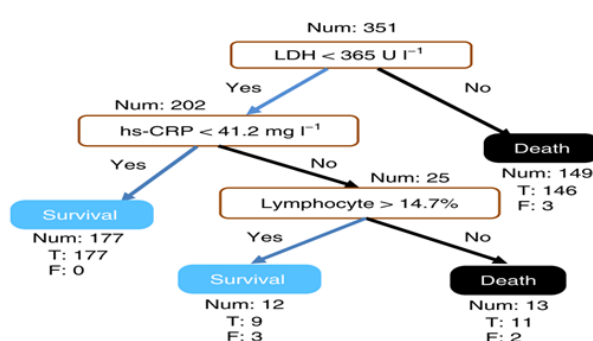 Num: 351
LDH < 365 U l⁻¹
Yes
No
Num: 202
hs-CRP < 41.2 mg l⁻¹
Death
Num: 149
T: 146
F: 3
Yes
No
Num: 25
Lymphocyte > 14.7%
Survival
Num: 177
T: 177
F: 0
Yes
No
Survival
Num: 12
T: 9
F: 3
Death
Num: 13
T: 11
F: 2